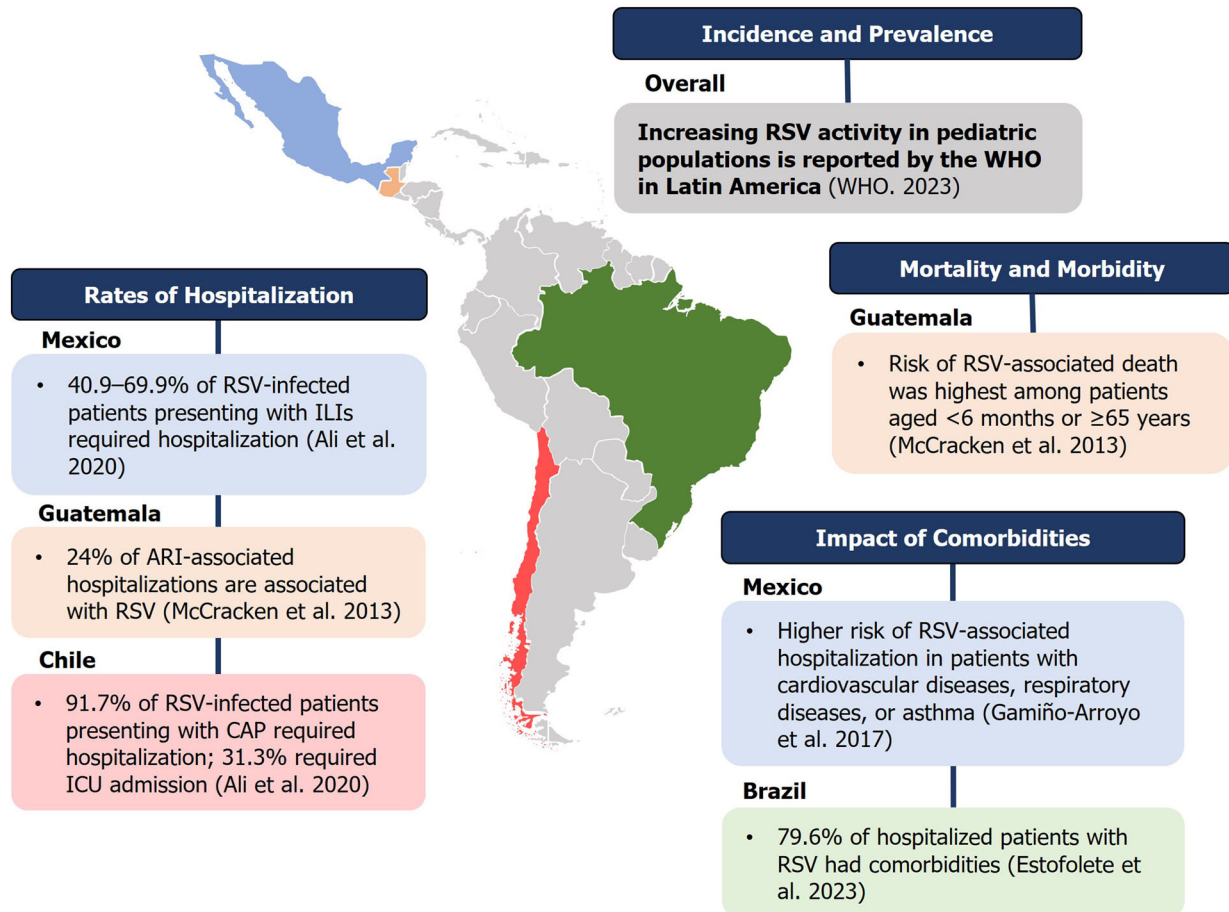 Incidence and Prevalence
Overall
Increasing RSV activity in pediatric
populations is reported by the WHO
in Latin America (WHO. 2023)
Rates of Hospitalization
Mexico
• 40.9–69.9% of RSV-infected
patients presenting with ILIs
required hospitalization (Ali et al.
2020)
Guatemala
• 24% of ARI-associated
hospitalizations are associated
with RSV (McCracken et al. 2013)
Chile
• 91.7% of RSV-infected patients
presenting with CAP required
hospitalization; 31.3% required
ICU admission (Ali et al. 2020)
Mortality and Morbidity
Guatemala
• Risk of RSV-associated death
was highest among patients
aged <6 months or ≥65 years
(McCracken et al. 2013)
Impact of Comorbidities
Mexico
• Higher risk of RSV-associated
hospitalization in patients with
cardiovascular diseases, respiratory
diseases, or asthma (Gamiño-Arroyo
et al. 2017)
Brazil
• 79.6% of hospitalized patients with
RSV had comorbidities (Estofolete
et al. 2023)